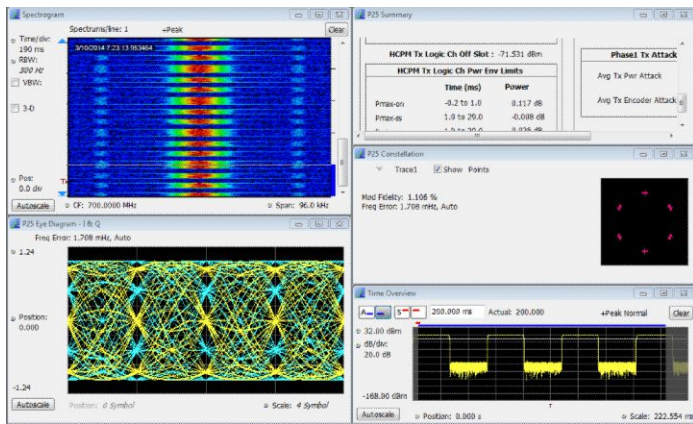 Spectrogram
Time/div:
190 ms
RBW:
300 Hz
VBW:
3-D
Pos:
0.0 div
Autoscale
Spectrums/line: 1
+Peak
Clear
3/10/2014 7:23:13.953464
CF: 700.0000 MHz
Span: 96.0 kHz
P25 Summary
HCPM Tx Logic Ch Off Slot : -71.531 dBm
HCPM Tx Logic Ch Pwr Env Limits
Time (ms) Power
Pmax-on -0.2 to 1.0 0.117 dB
Pmax-ss 1.0 to 29.0 -0.008 dB
Phase1 Tx Attack
Avg Tx Pwr Attack
Avg Tx Encoder Attack
P25 Constellation
Trace1 Show Points
Mod Fidelity: 1.106 %
Freq Error: 1.708 mHz, Auto
P25 Eye Diagram - I & Q
Freq Error: 1.708 mHz, Auto
1.24
Position:
0.000
-1.24
Autoscale
Position: 0 Symbol
Scale: 4 Symbol
Time Overview
200.000 ms
Actual: 200.000
+Peak Normal
Clear
32.00 dBm
dB/div:
20.0 dB
-168.00 dBm
Autoscale
Position: 0.000 s
Scale: 222.554 ms